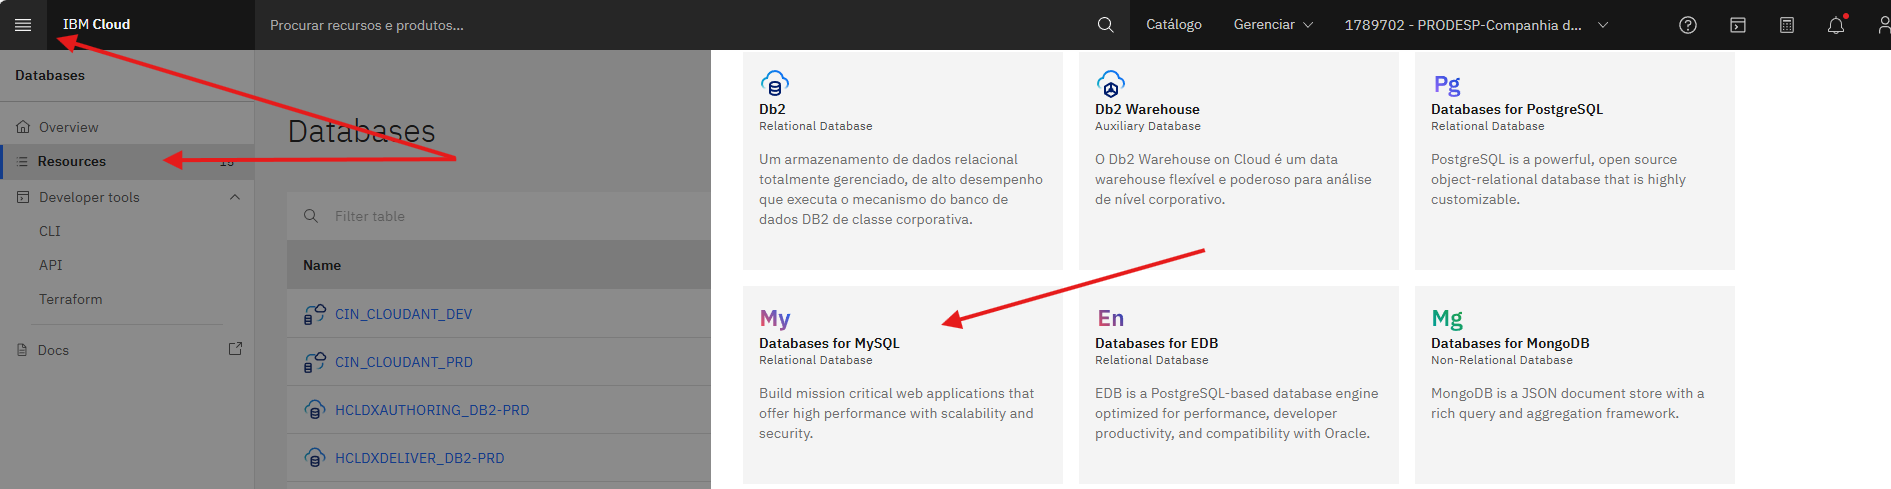 IBM Cloud
Procurar recursos e produtos...
Catálogo
Gerenciar
1789702 - PRODESP-Companhia d...
Databases
Overview
Resources
Developer tools
CLI
API
Terraform
Docs
Databases
Filter table
Name
CIN_CLOUDANT_DEV
CIN_CLOUDANT_PRD
HCLDXAUTHORING_DB2-PRD
HCLDXDELIVER_DB2-PRD
Db2
Relational Database
Um armazenamento de dados relacional
totalmente gerenciado, de alto desempenho
que executa o mecanismo do banco de
dados DB2 de classe corporativa.
Db2 Warehouse
Auxiliary Database
O Db2 Warehouse on Cloud é um data
warehouse flexível e poderoso para análise
de nível corporativo.
Pg
Databases for PostgreSQL
Relational Database
PostgreSQL is a powerful, open source
object-relational database that is highly
customizable.
My
Databases for MySQL
Relational Database
Build mission critical web applications that
offer high performance with scalability and
security.
En
Databases for EDB
Relational Database
EDB is a PostgreSQL-based database engine
optimized for performance, developer
productivity, and compatibility with Oracle.
Mg
Databases for MongoDB
Non-Relational Database
MongoDB is a JSON document store with a
rich query and aggregation framework.